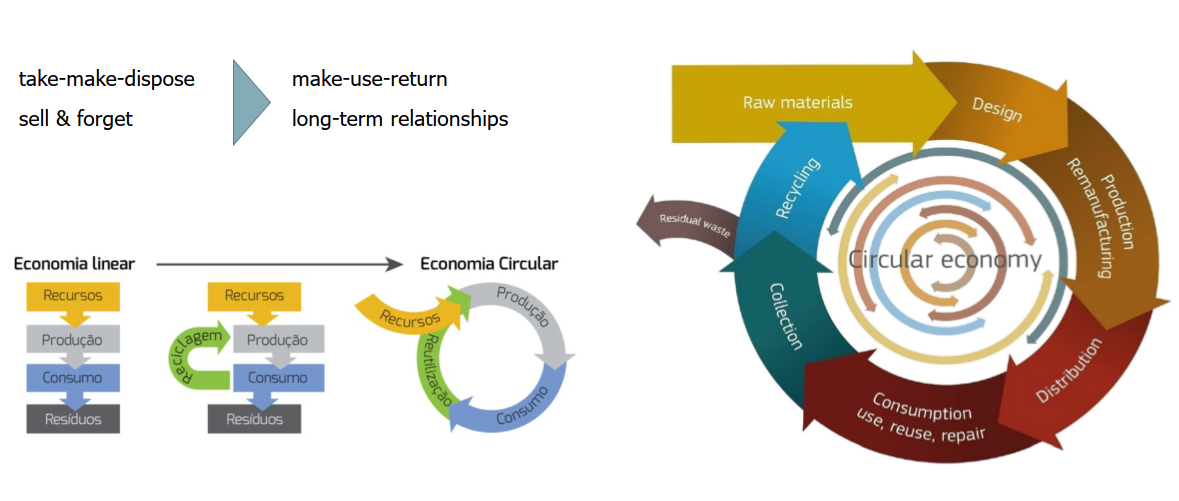 take-make-dispose
sell & forget
make-use-return
long-term relationships
Economia linear
Economia Circular
Recursos
Produção
Consumo
Resíduos
Recursos
Reciclagem
Produção
Consumo
Resíduos
Recursos
Produção
Consumo
Reutilização
Raw materials
Design
Production
Remanufacturing
Distribution
Consumption
use, reuse, repair
Collection
Recycling
Residual waste
Circular economy